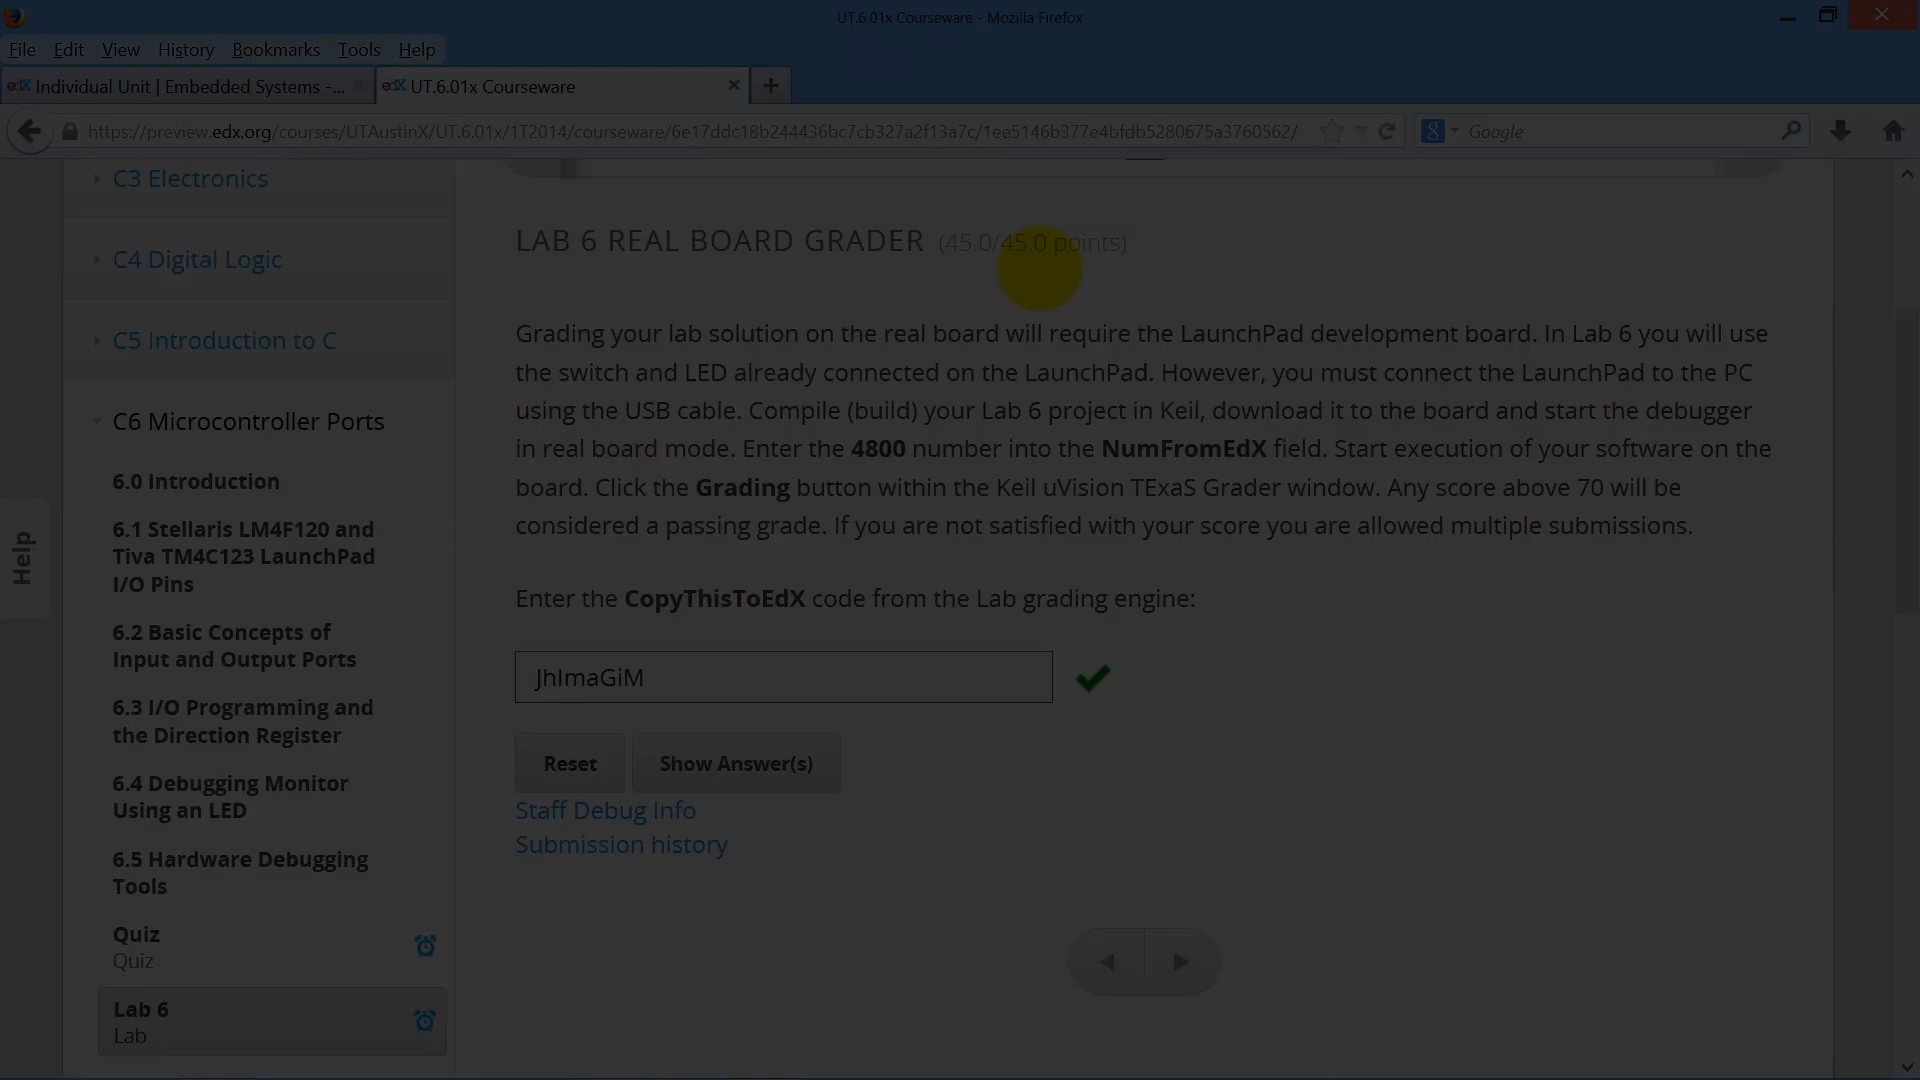 UT.6.01x Courseware - Mozilla Firefox
File Edit View History Bookmarks Tools Help
edX Individual Unit | Embedded Systems -...
edX UT.6.01x Courseware
https://preview.edx.org/courses/UTAustinX/UT.6.01x/1T2014/courseware/6e17ddc18b244436bc7cb327a2f13a7c/1ee5146b377e4bfdb5280675a3760562/
8 Google
Help
C3 Electronics
C4 Digital Logic
C5 Introduction to C
C6 Microcontroller Ports
6.0 Introduction
6.1 Stellaris LM4F120 and
Tiva TM4C123 LaunchPad
I/O Pins
6.2 Basic Concepts of
Input and Output Ports
6.3 I/O Programming and
the Direction Register
6.4 Debugging Monitor
Using an LED
6.5 Hardware Debugging
Tools
Quiz
Quiz
Lab 6
Lab
LAB 6 REAL BOARD GRADER (45.0/45.0 points)
Grading your lab solution on the real board will require the LaunchPad development board. In Lab 6 you will use
the switch and LED already connected on the LaunchPad. However, you must connect the LaunchPad to the PC
using the USB cable. Compile (build) your Lab 6 project in Keil, download it to the board and start the debugger
in real board mode. Enter the 4800 number into the NumFromEdX field. Start execution of your software on the
board. Click the Grading button within the Keil uVision TExaS Grader window. Any score above 70 will be
considered a passing grade. If you are not satisfied with your score you are allowed multiple submissions.
Enter the CopyThisToEdX code from the Lab grading engine:
JhImaGiM
Reset Show Answer(s)
Staff Debug Info
Submission history